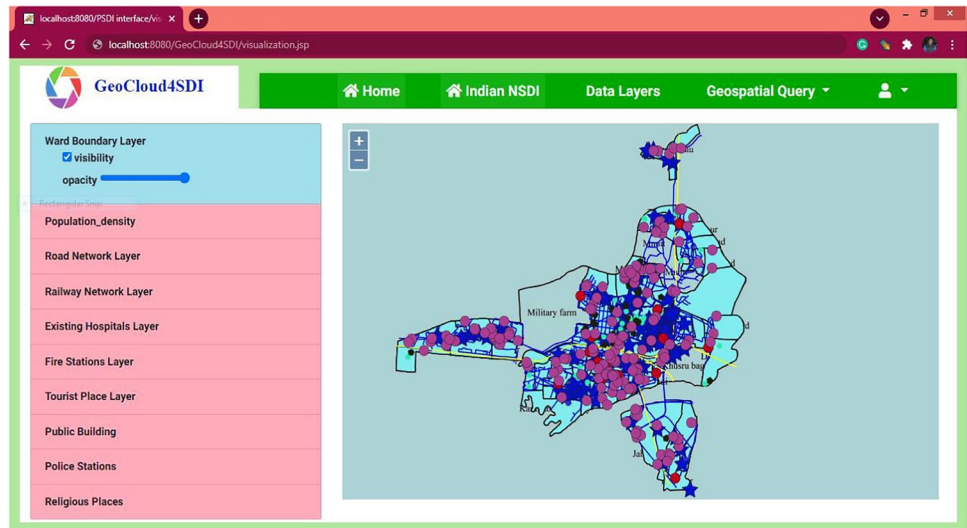 localhost:8080/PSDI interface/vis
localhost:8080/GeoCloud4SDI/visualization.jsp
GeoCloud4SDI
Home
Indian NSDI
Data Layers
Geospatial Query
Ward Boundary Layer
visibility
opacity
Rectangular Snip
Population_density
Road Network Layer
Railway Network Layer
Existing Hospitals Layer
Fire Stations Layer
Tourist Place Layer
Public Building
Police Stations
Religious Places
+
−
Military farm
Khusru bag